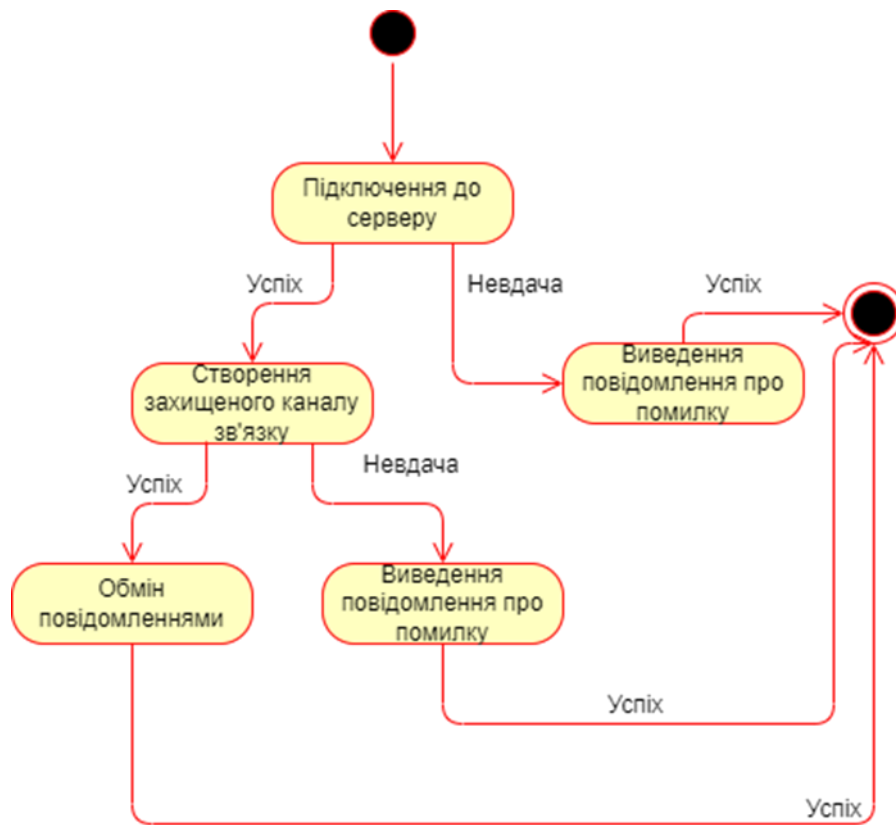 Підключення до
серверу
Успіх
Невдача
Успіх
Виведення
повідомлення про
помилку
Створення
захищеного каналу
зв'язку
Успіх
Невдача
Обмін
повідомленнями
Виведення
повідомлення про
помилку
Успіх
Успіх